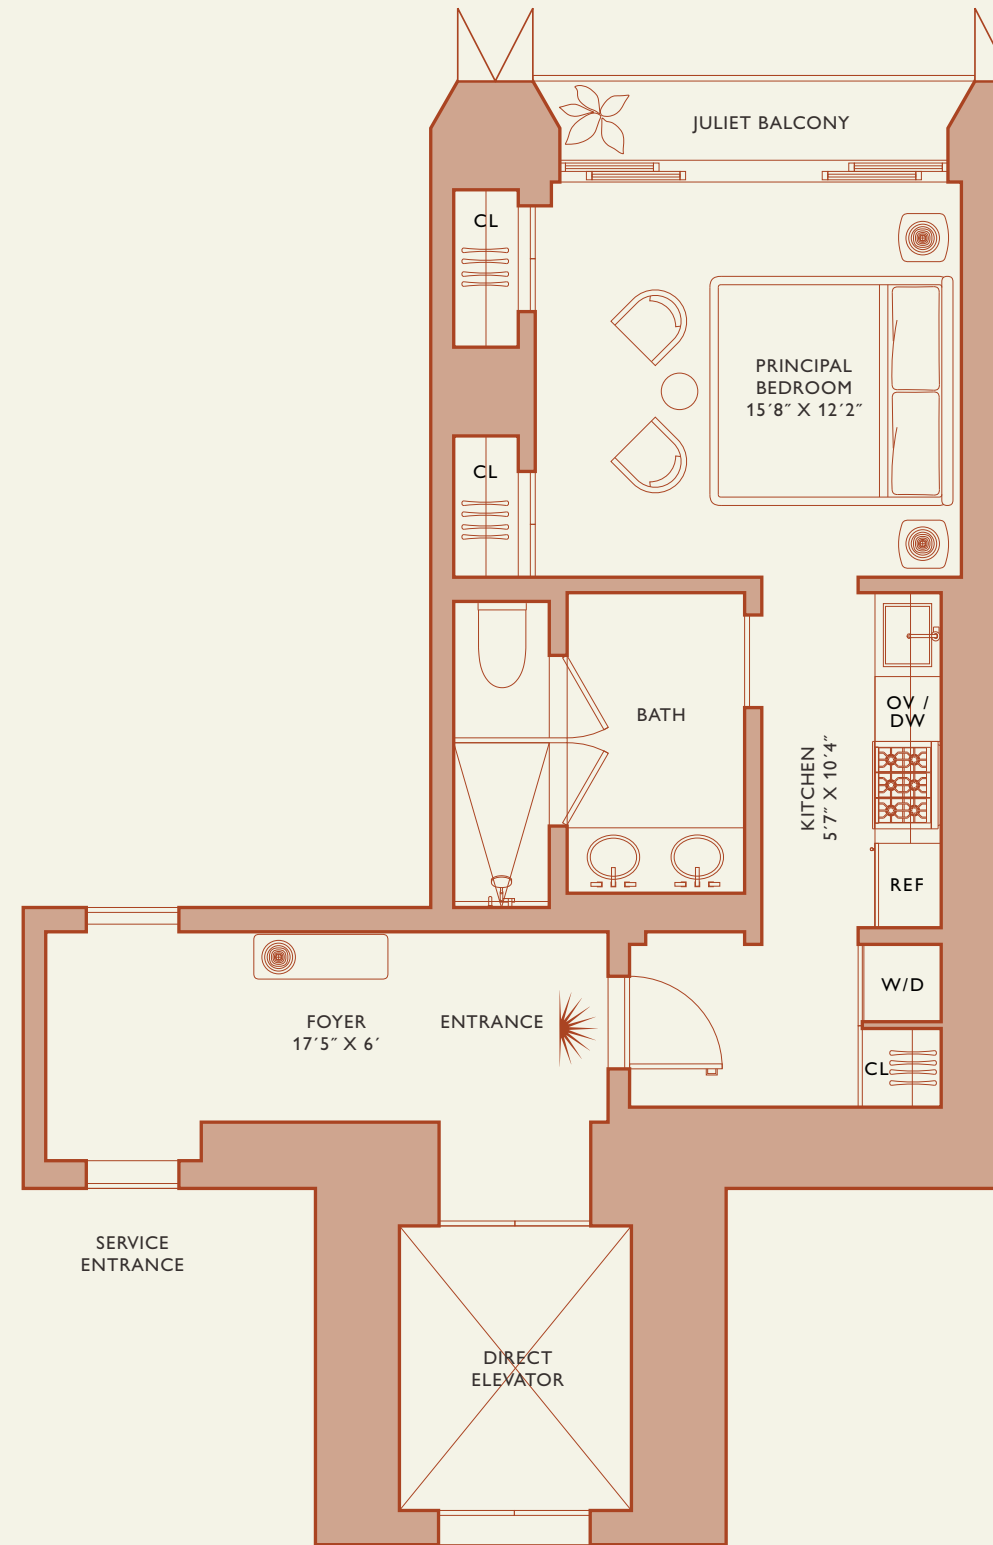 JULIET BALCONY
CL
PRINCIPAL
BEDROOM
15´8˝ X 12´2˝
CL
BATH
OV /
DW
KITCHEN
5´7˝ X 10´4˝
REF
W/D
FOYER
17´5˝ X 6´
ENTRANCE
CL
SERVICE
ENTRANCE
DIRECT
ELEVATOR